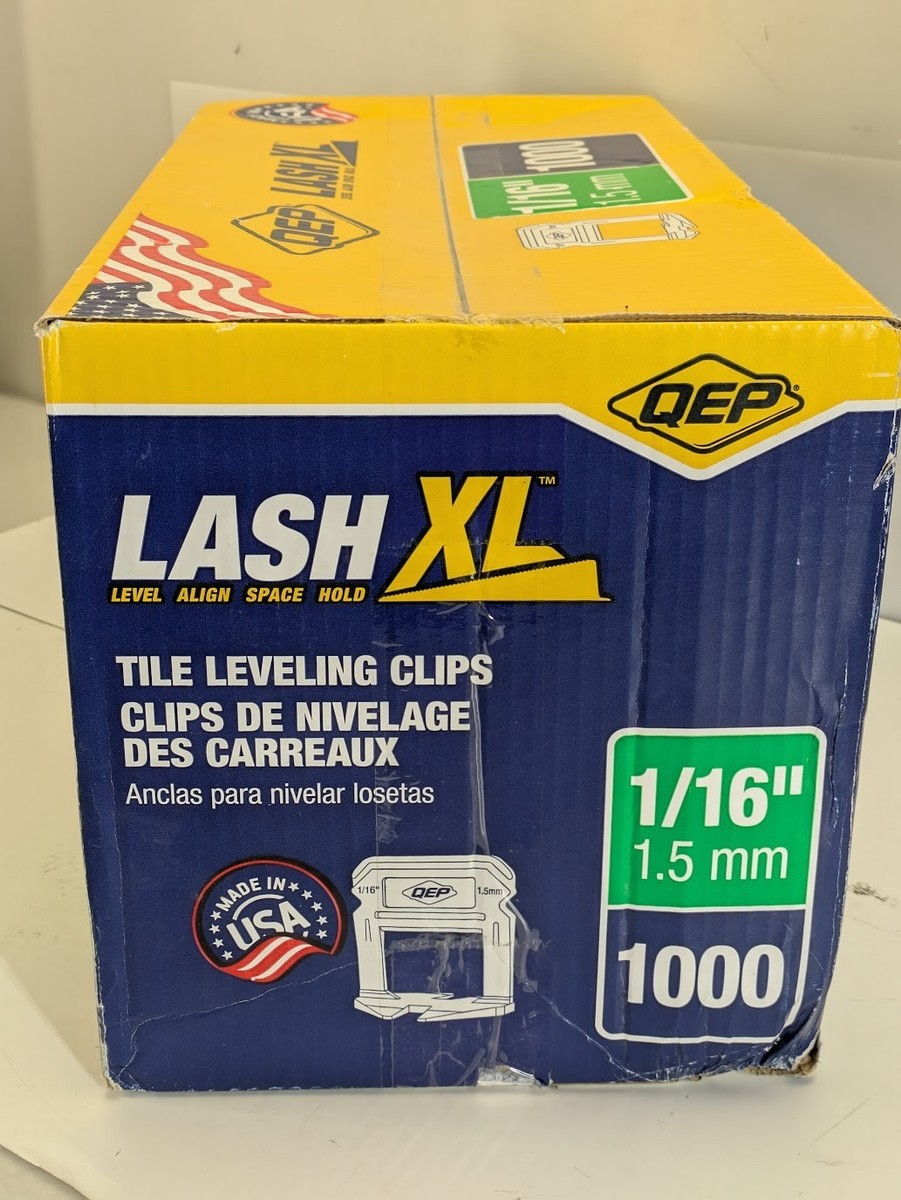 USA
QEP
LASH XL
1/16" 1000
1.5 mm
QEP®
LASH XL™
LEVEL ALIGN SPACE HOLD
TILE LEVELING CLIPS
CLIPS DE NIVELAGE
DES CARREAUX
Anclas para nivelar losetas
1/16"
1.5 mm
1000
MADE IN
USA
1/16" QEP 1.5mm